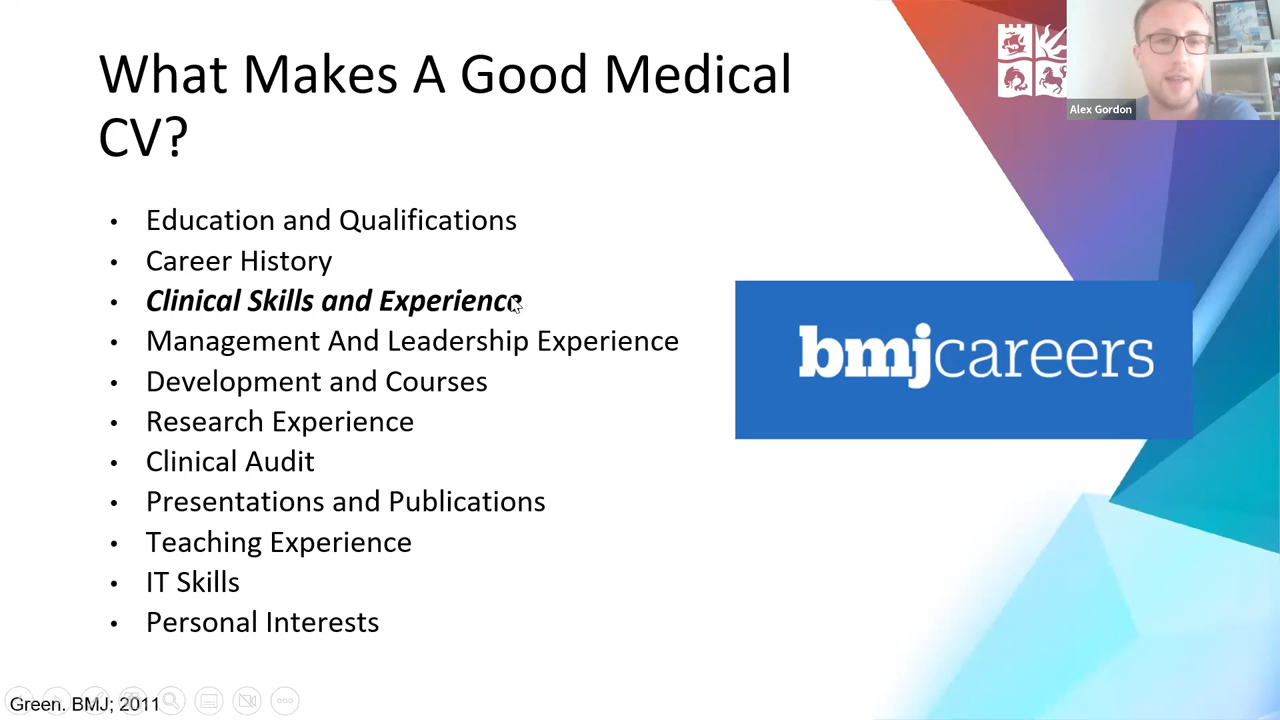 What Makes A Good Medical
CV?
Alex Gordon
• Education and Qualifications
• Career History
• Clinical Skills and Experience
• Management And Leadership Experience
• Development and Courses
• Research Experience
• Clinical Audit
• Presentations and Publications
• Teaching Experience
• IT Skills
• Personal Interests
bmjcareers
Green. BMJ; 2011